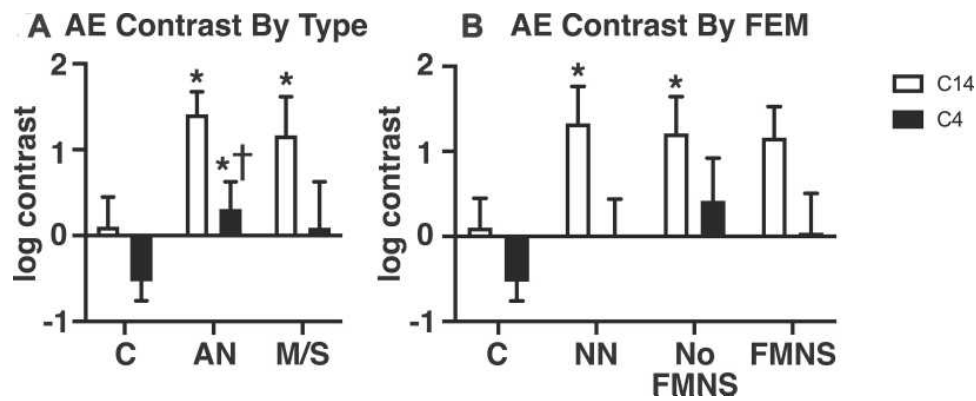 A AE Contrast By Type
B AE Contrast By FEM
log contrast
2
1
0
-1
* * *†
C AN M/S
log contrast
2
1
0
-1
* *
C NN No FMNS FMNS
C14
C4